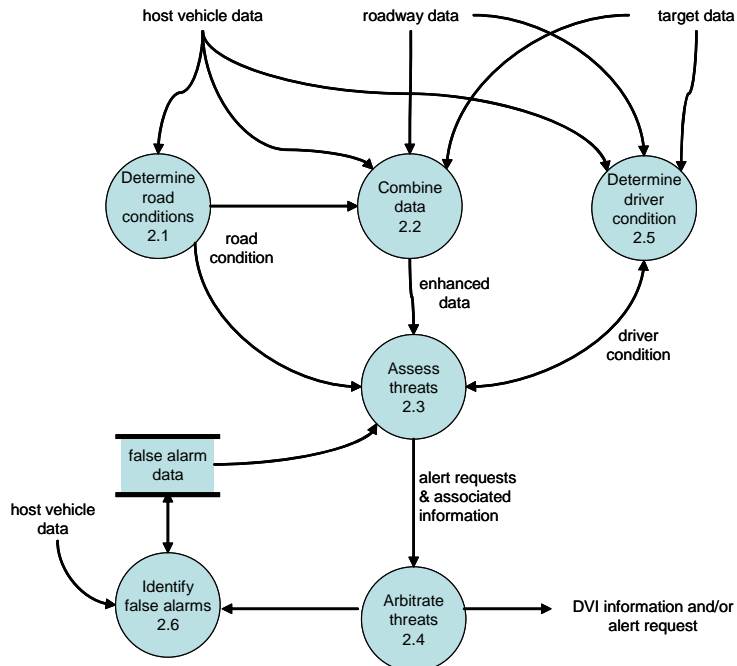 host vehicle data
roadway data
target data
Determine
road
conditions
2.1
Combine
data
2.2
Determine
driver
condition
2.5
road
condition
enhanced
data
driver
condition
Assess
threats
2.3
false alarm
data
alert requests
& associated
information
host vehicle
data
Identify
false alarms
2.6
Arbitrate
threats
2.4
DVI information and/or
alert request